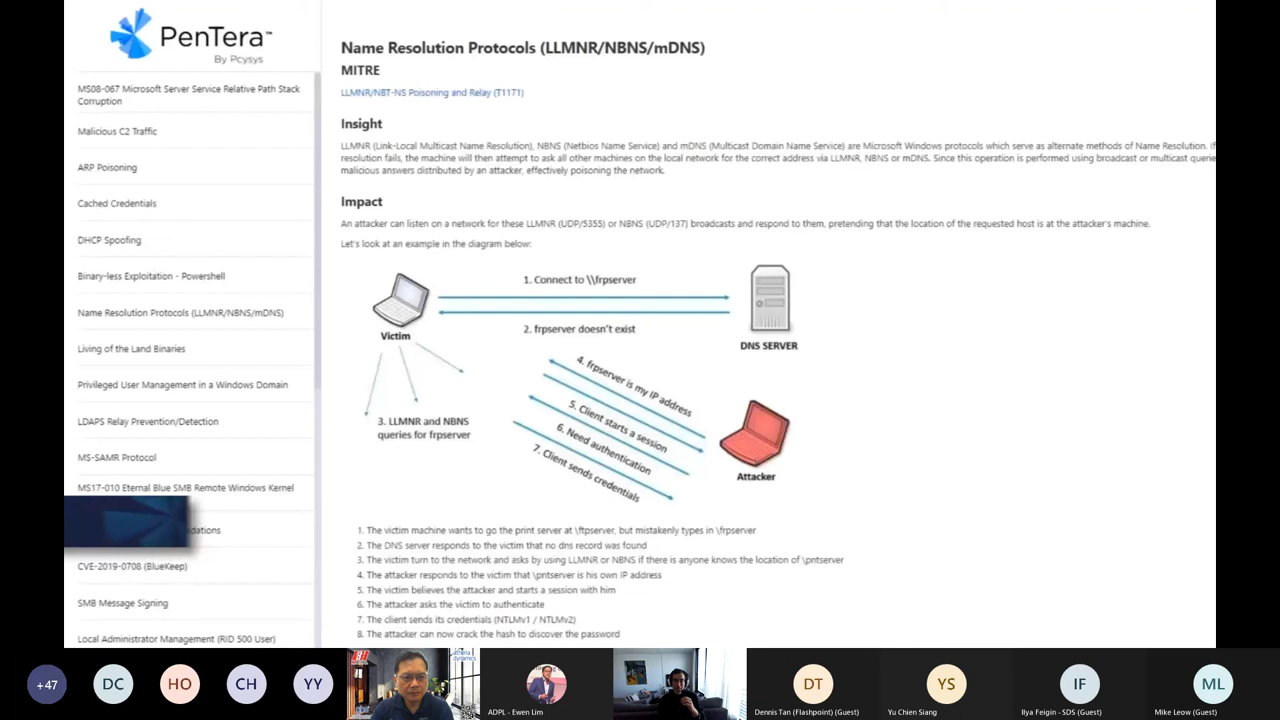 PenTera™
By Pcysys
MS08-067 Microsoft Server Service Relative Path Stack
Corruption
Malicious C2 Traffic
ARP Poisoning
Cached Credentials
DHCP Spoofing
Binary-less Exploitation - Powershell
Name Resolution Protocols (LLMNR/NBNS/mDNS)
Living of the Land Binaries
Privileged User Management in a Windows Domain
LDAPS Relay Prevention/Detection
MS-SAMR Protocol
MS17-010 Eternal Blue SMB Remote Windows Kernel
dations
CVE-2019-0708 (BlueKeep)
SMB Message Signing
Local Administrator Management (RID 500 User)
Name Resolution Protocols (LLMNR/NBNS/mDNS)
MITRE
LLMNR/NBT-NS Poisoning and Relay (T1171)
Insight
LLMNR (Link-Local Multicast Name Resolution), NBNS (Netbios Name Service) and mDNS (Multicast Domain Name Service) are Microsoft Windows protocols which serve as alternate methods of Name Resolution. If
resolution fails, the machine will then attempt to ask all other machines on the local network for the correct address via LLMNR, NBNS or mDNS. Since this operation is performed using broadcast or multicast querie
malicious answers distributed by an attacker, effectively poisoning the network.
Impact
An attacker can listen on a network for these LLMNR (UDP/5355) or NBNS (UDP/137) broadcasts and respond to them, pretending that the location of the requested host is at the attacker's machine.
Let's look at an example in the diagram below:
1. Connect to \\frpserver
2. frpserver doesn't exist
Victim
DNS SERVER
3. LLMNR and NBNS
queries for frpserver
4. frpserver is my IP address
5. Client starts a session
6. Need authentication
7. Client sends credentials
Attacker
1. The victim machine wants to go the print server at \ftpserver, but mistakenly types in \frpserver
2. The DNS server responds to the victim that no dns record was found
3. The victim turn to the network and asks by using LLMNR or NBNS if there is anyone knows the location of \pntserver
4. The attacker responds to the victim that \pntserver is his own IP address
5. The victim believes the attacker and starts a session with him
6. The attacker asks the victim to authenticate
7. The client sends its credentials (NTLMv1 / NTLMv2)
8. The attacker can now crack the hash to discover the password
+47
DC
HO
CH
YY
athena
dynamics
ADPL - Ewen Lim
DT
Dennis Tan (Flashpoint) (Guest)
YS
Yu Chien Siang
IF
Ilya Feigin - SDS (Guest)
ML
Mike Leow (Guest)